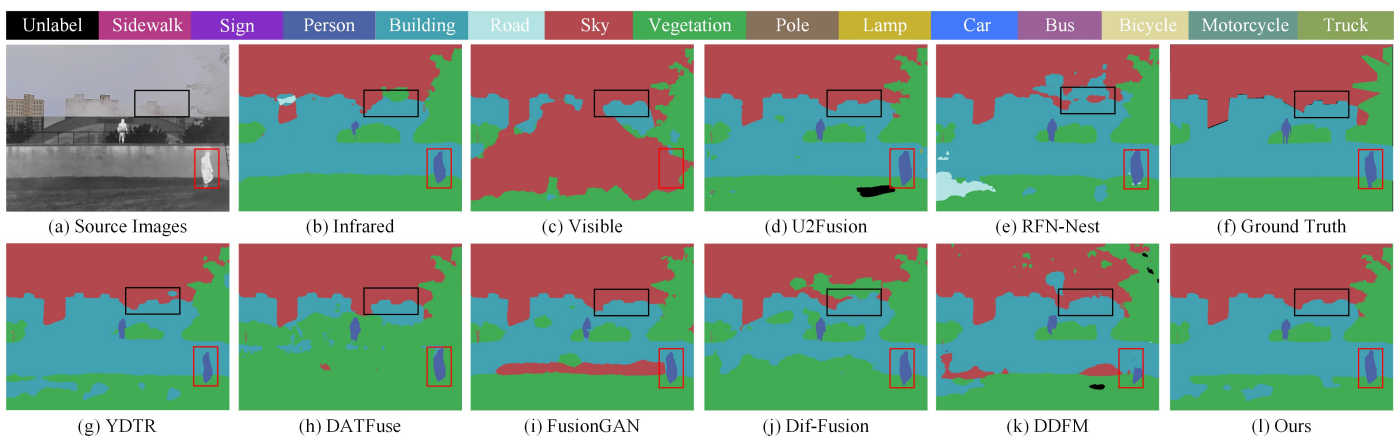 Unlabel Sidewalk Sign Person Building Road Sky Vegetation Pole Lamp Car Bus Bicycle Motorcycle Truck
(a) Source Images (b) Infrared (c) Visible (d) U2Fusion (e) RFN-Nest (f) Ground Truth
(g) YDTR (h) DATFuse (i) FusionGAN (j) Dif-Fusion (k) DDFM (l) Ours